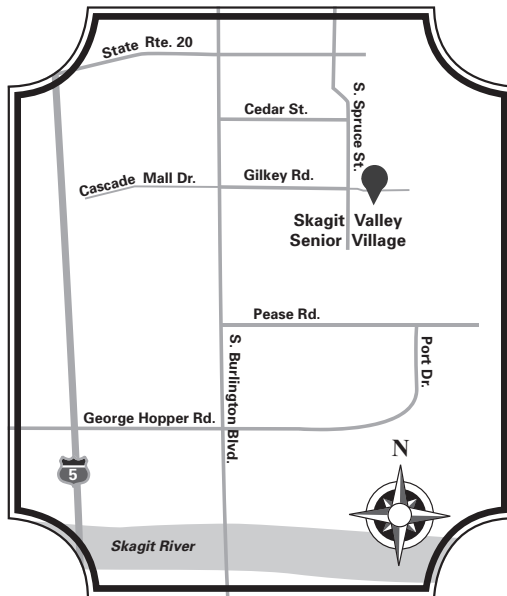 State Rte. 20
S. Spruce St.
Cedar St.
Cascade Mall Dr.
Gilkey Rd.
Skagit Valley
Senior Village
Pease Rd.
S. Burlington Blvd.
Port Dr.
George Hopper Rd.
N
5
Skagit River